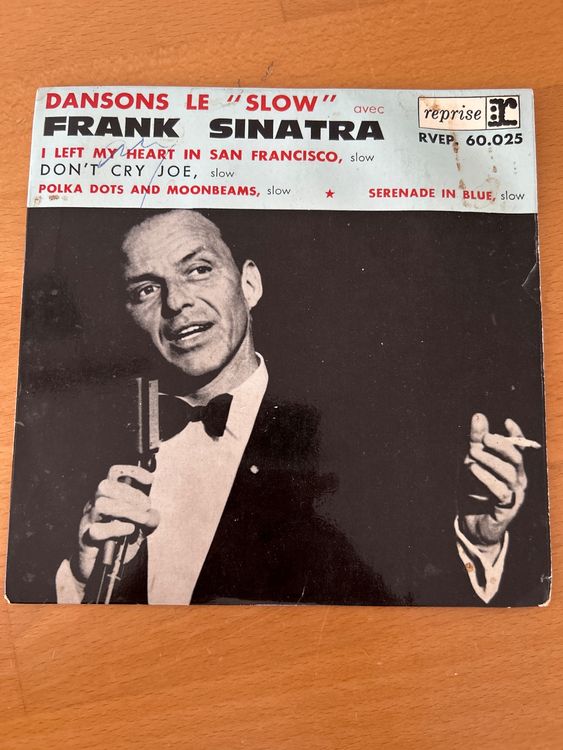 DANSONS LE "SLOW" avec
FRANK SINATRA
reprise r
RVEP. 60.025
I LEFT MY HEART IN SAN FRANCISCO, slow
DON'T CRY JOE, slow
POLKA DOTS AND MOONBEAMS, slow ★ SERENADE IN BLUE, slow